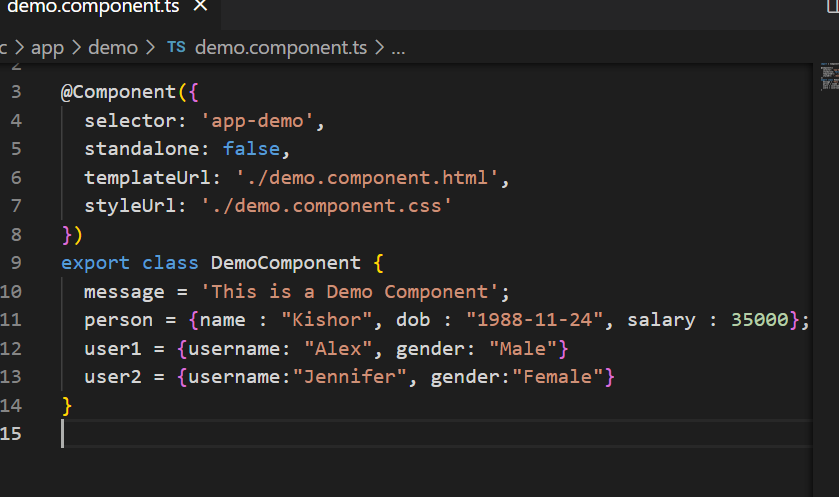 demo.component.ts ×
c > app > demo > TS demo.component.ts > ...
2
3 @Component({
4 selector: 'app-demo',
5 standalone: false,
6 templateUrl: './demo.component.html',
7 styleUrl: './demo.component.css'
8 })
9 export class DemoComponent {
10 message = 'This is a Demo Component';
11 person = {name : "Kishor", dob : "1988-11-24", salary : 35000};
12 user1 = {username: "Alex", gender: "Male"}
13 user2 = {username:"Jennifer", gender:"Female"}
14 }
15